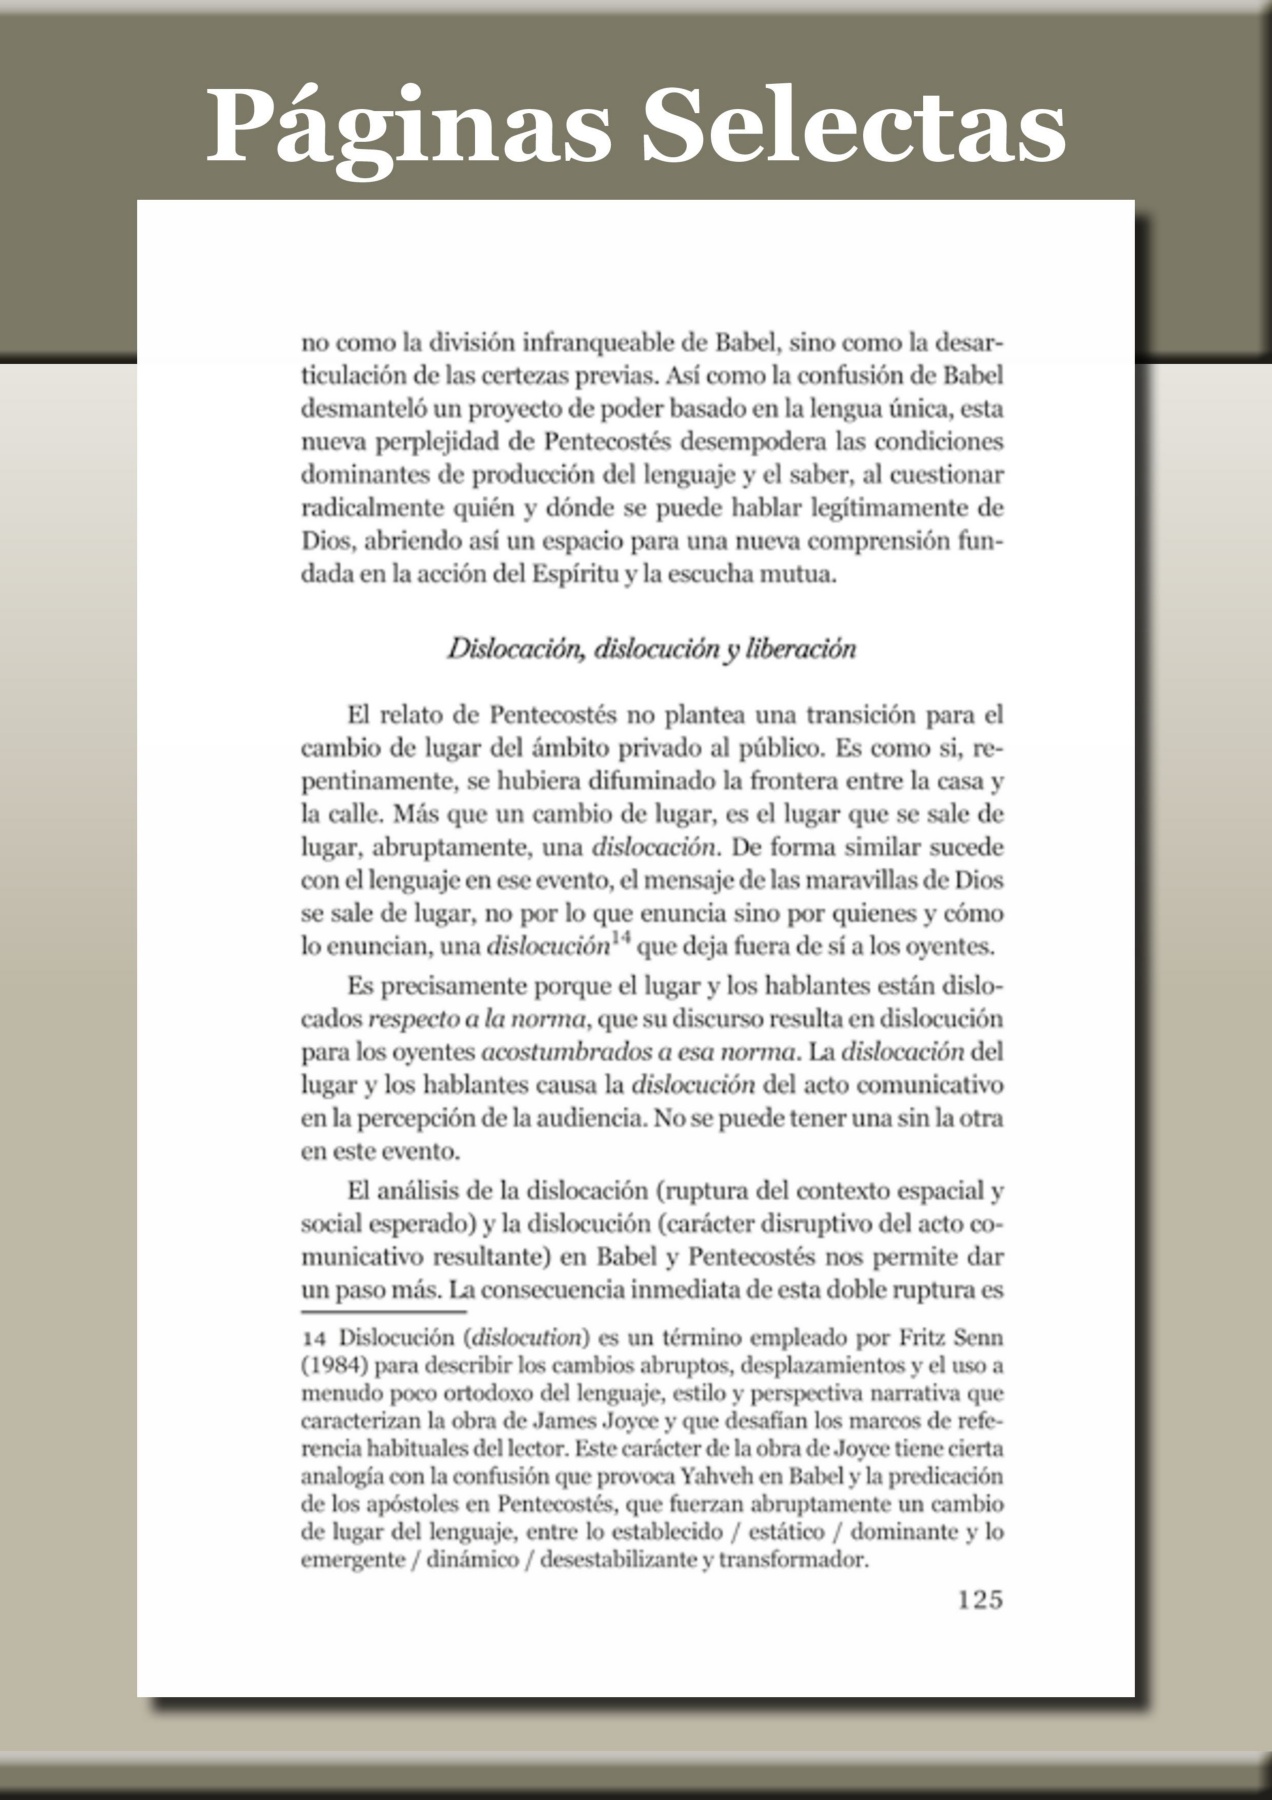 Páginas Selectas
no como la división infranqueable de Babel, sino como la desar-
ticulación de las certezas previas. Así como la confusión de Babel
desmanteló un proyecto de poder basado en la lengua única, esta
nueva perplejidad de Pentecostés desempodera las condiciones
dominantes de producción del lenguaje y el saber, al cuestionar
radicalmente quién y dónde se puede hablar legítimamente de
Dios, abriendo así un espacio para una nueva comprensión fun-
dada en la acción del Espíritu y la escucha mutua.
Dislocación, dislocución y liberación
El relato de Pentecostés no plantea una transición para el
cambio de lugar del ámbito privado al público. Es como si, re-
pentinamente, se hubiera difuminado la frontera entre la casa y
la calle. Más que un cambio de lugar, es el lugar que se sale de
lugar, abruptamente, una dislocación. De forma similar sucede
con el lenguaje en ese evento, el mensaje de las maravillas de Dios
se sale de lugar, no por lo que enuncia sino por quienes y cómo
lo enuncian, una dislocución14 que deja fuera de sí a los oyentes.
Es precisamente porque el lugar y los hablantes están dislo-
cados respecto a la norma, que su discurso resulta en dislocución
para los oyentes acostumbrados a esa norma. La dislocación del
lugar y los hablantes causa la dislocución del acto comunicativo
en la percepción de la audiencia. No se puede tener una sin la otra
en este evento.
El análisis de la dislocación (ruptura del contexto espacial y
social esperado) y la dislocución (carácter disruptivo del acto co-
municativo resultante) en Babel y Pentecostés nos permite dar
un paso más. La consecuencia inmediata de esta doble ruptura es
14 Dislocución (dislocution) es un término empleado por Fritz Senn
(1984) para describir los cambios abruptos, desplazamientos y el uso a
menudo poco ortodoxo del lenguaje, estilo y perspectiva narrativa que
caracterizan la obra de James Joyce y que desafían los marcos de refe-
rencia habituales del lector. Este carácter de la obra de Joyce tiene cierta
analogía con la confusión que provoca Yahveh en Babel y la predicación
de los apóstoles en Pentecostés, que fuerzan abruptamente un cambio
de lugar del lenguaje, entre lo establecido / estático / dominante y lo
emergente / dinámico / desestabilizante y transformador.
125